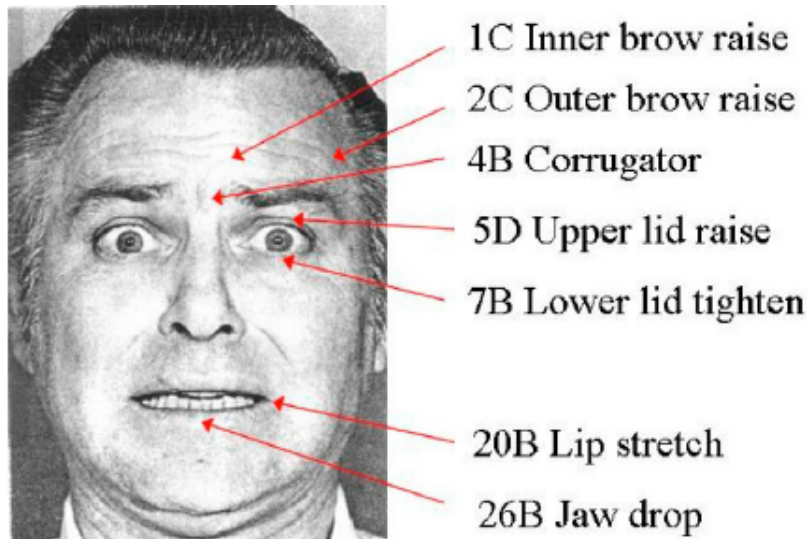 1C Inner brow raise
2C Outer brow raise
4B Corrugator
5D Upper lid raise
7B Lower lid tighten
20B Lip stretch
26B Jaw drop